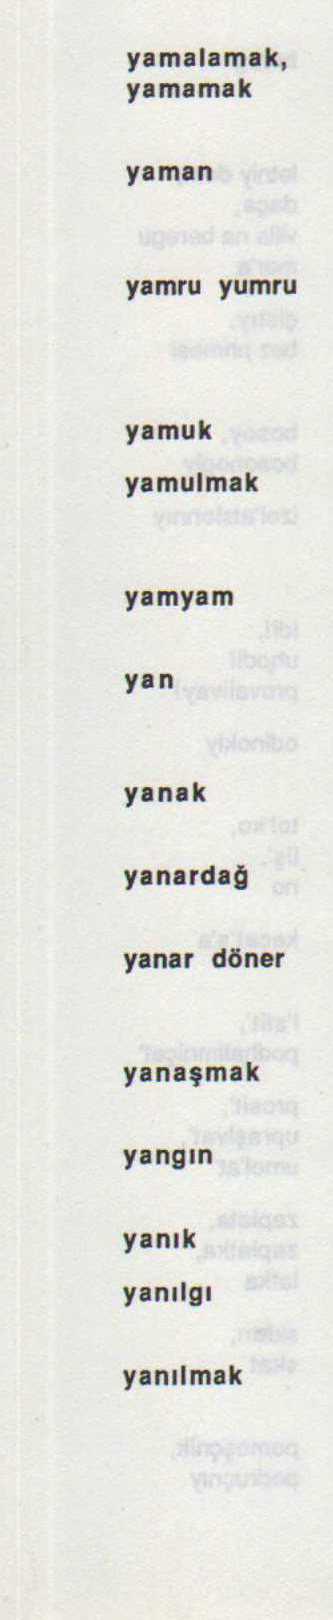 yamalamak,
yamamak
yaman
yamru yumru
yamuk
yamulmak
yamyam
yan
yanak
yanardağ
yanar döner
yanaşmak
yangın
yanık
yanılgı
yanılmak